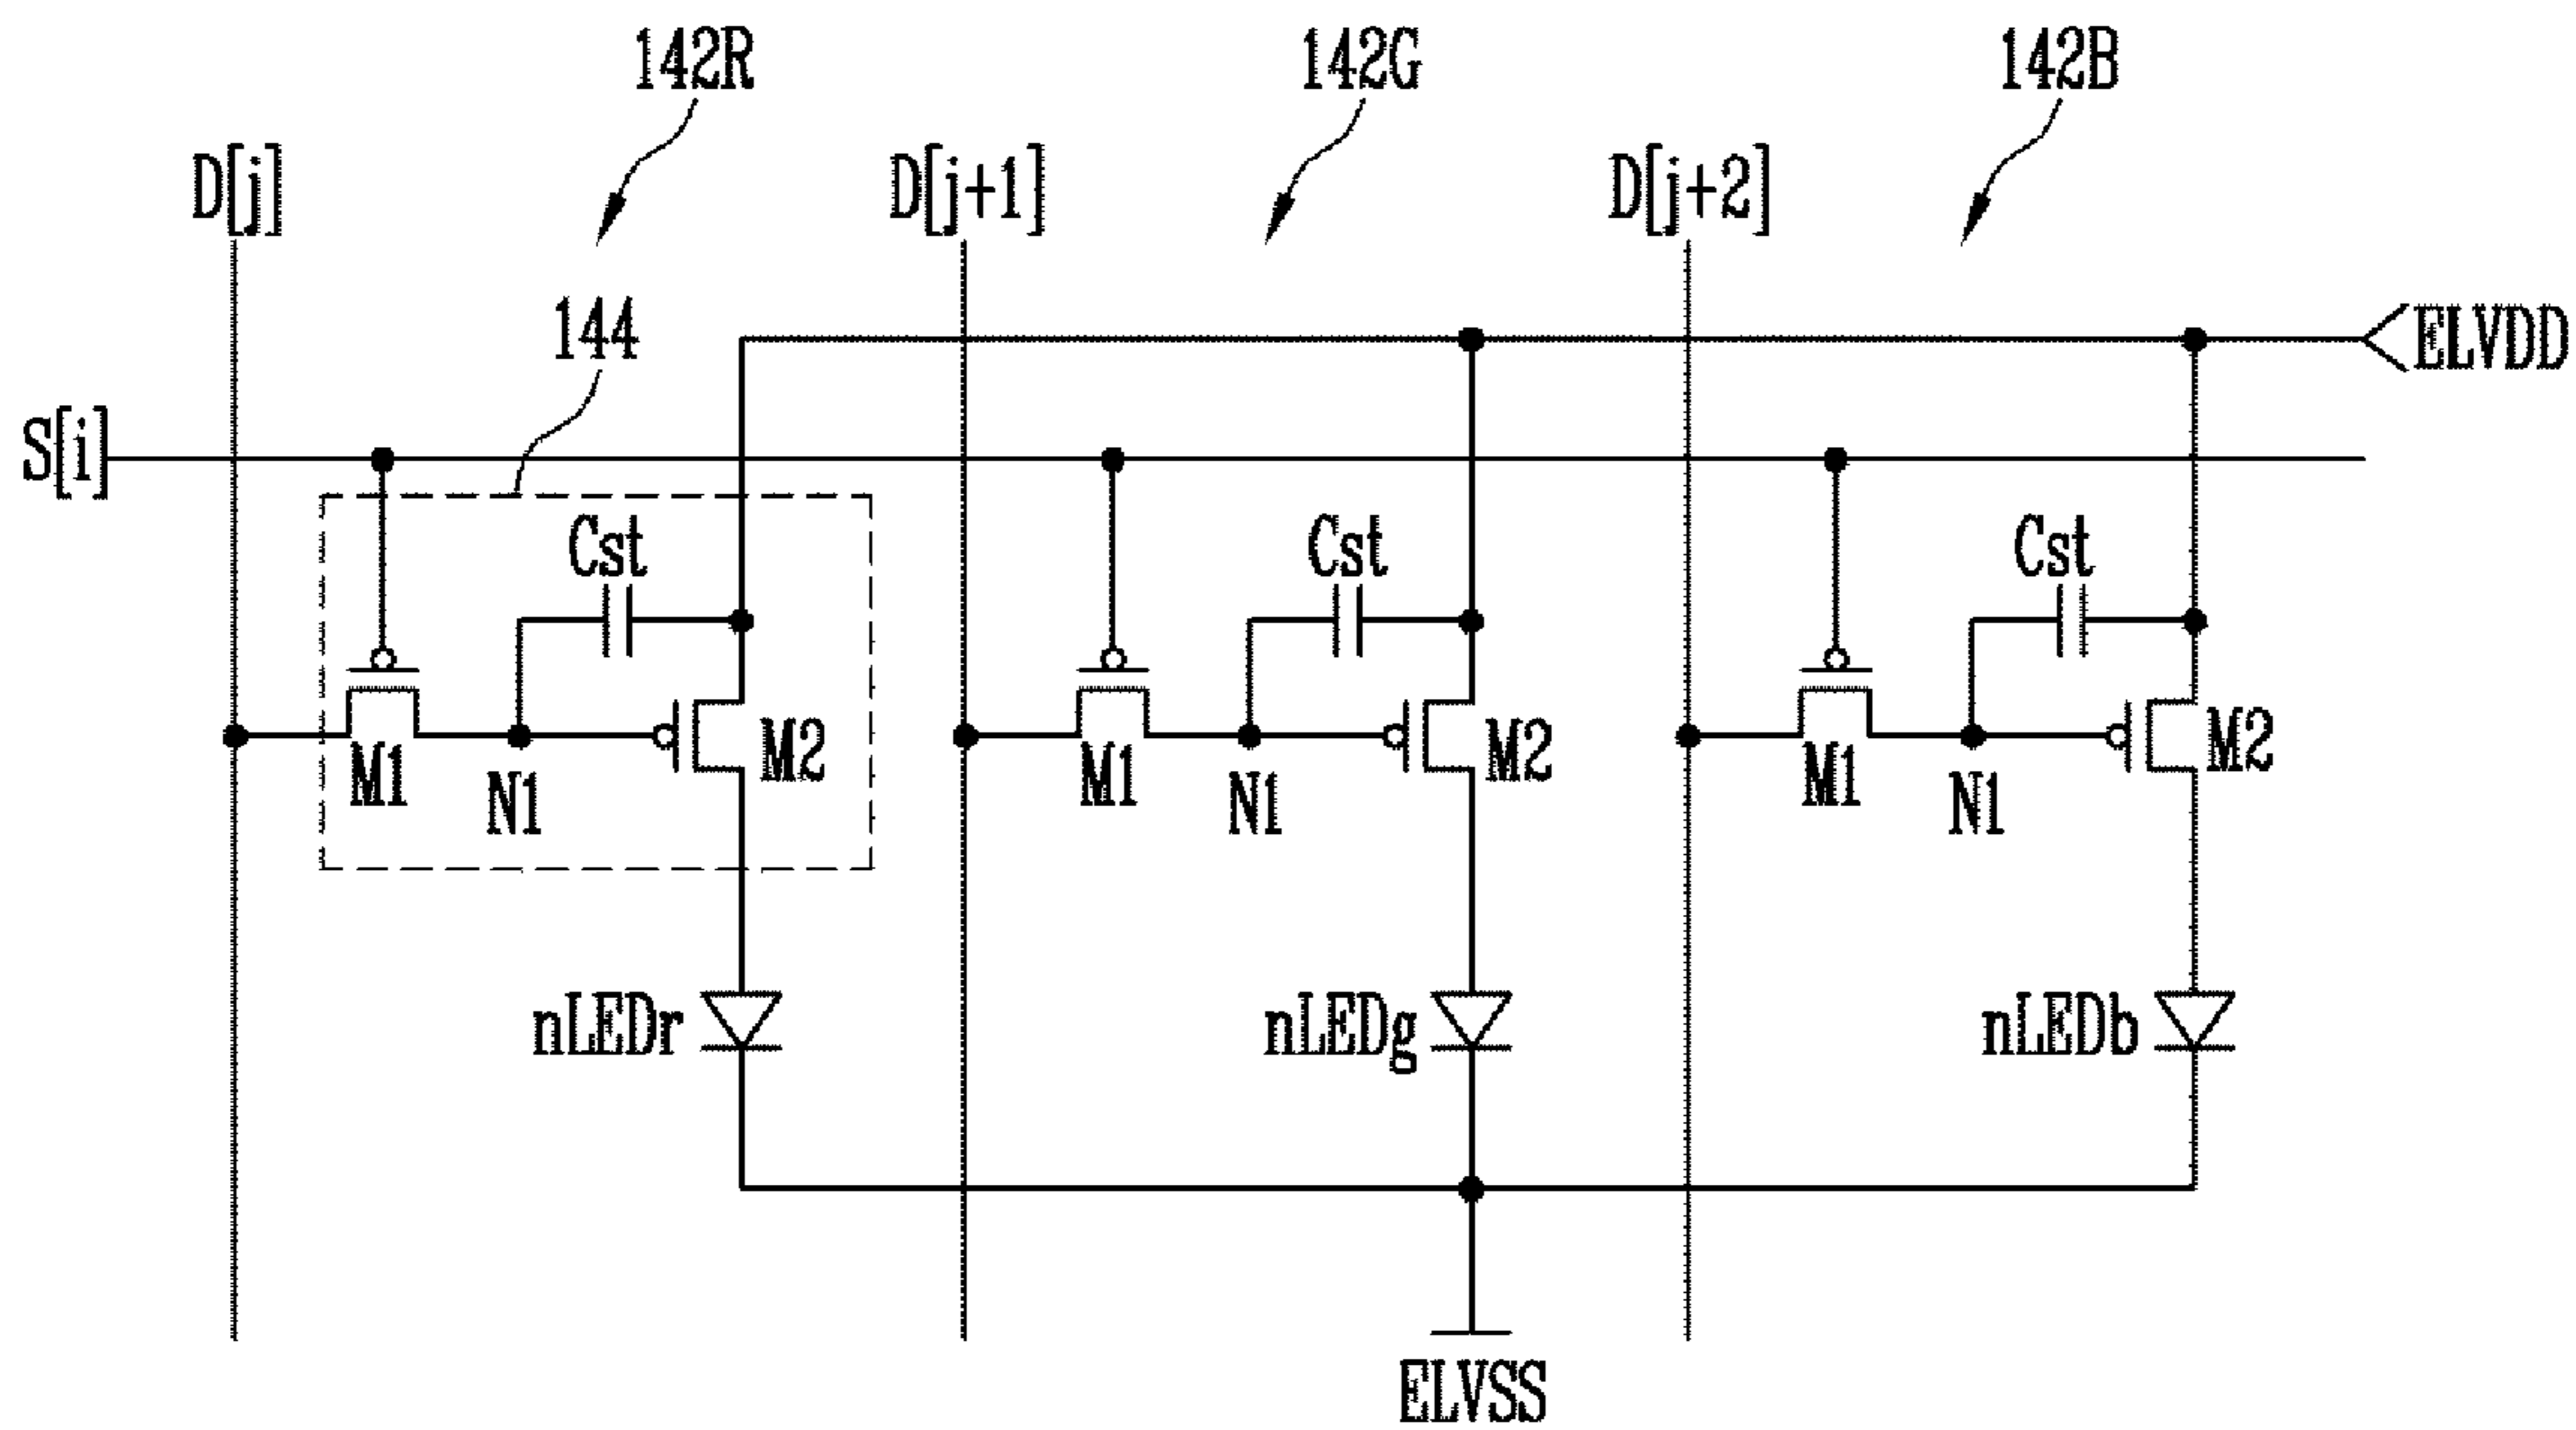 142R 142G 142B
D[j] D[j+1] D[j+2]
144
ELVDD
S[i]
Cst Cst Cst
M1 N1 M2 M1 N1 M2 M1 N1 M2
nLEDr nLEDg nLEDb
ELVSS